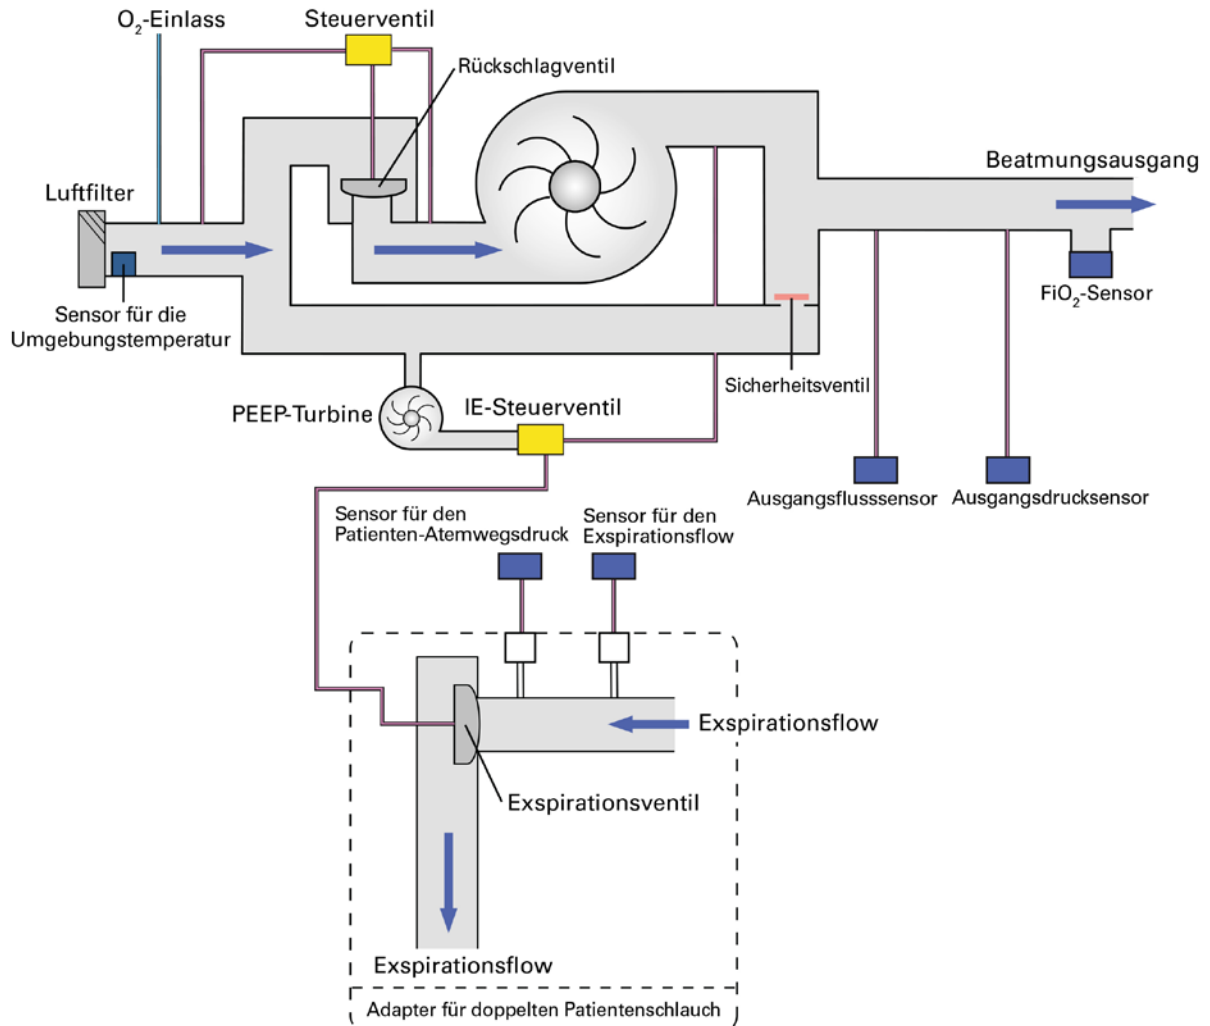 O₂-Einlass
Steuerventil
Rückschlagventil
Luftfilter
Beatmungsausgang
Sensor für die
Umgebungstemperatur
FiO₂-Sensor
Sicherheitsventil
PEEP-Turbine
IE-Steuerventil
Ausgangsflusssensor
Ausgangsdrucksensor
Sensor für den
Patienten-Atemwegsdruck
Sensor für den
Exspirationsflow
Exspirationsflow
Exspirationsventil
Exspirationsflow
Adapter für doppelten Patientenschlauch